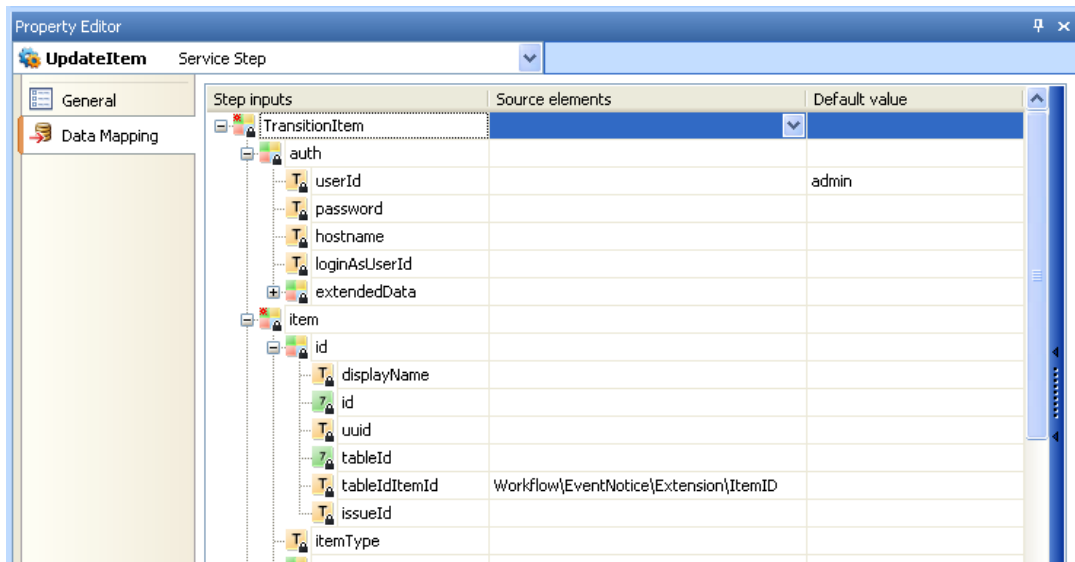 Property Editor
UpdateItem Service Step
General
Data Mapping
Step inputs Source elements Default value
TransitionItem
auth
userId admin
password
hostname
loginAsUserId
extendedData
item
id
displayName
id
uuid
tableId
tableIdItemId Workflow\EventNotice\Extension\ItemID
issueId
itemType